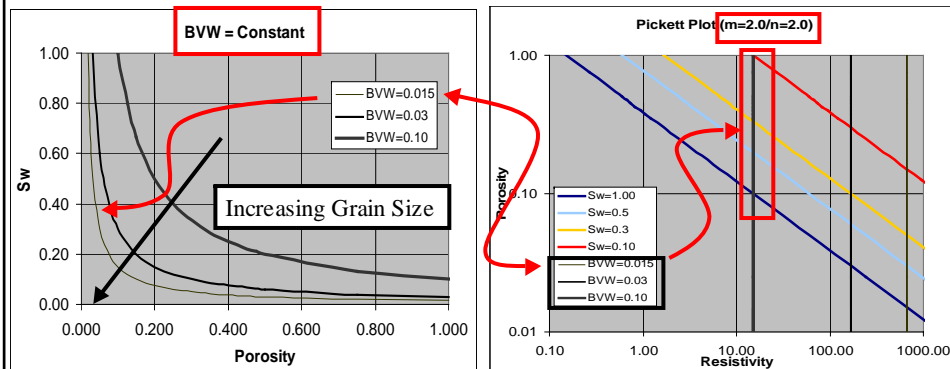 BVW = Constant
1.00
0.80
0.60
0.40
0.20
0.00
Sw
BVW=0.015
BVW=0.03
BVW=0.10
Increasing Grain Size
0.000 0.200 0.400 0.600 0.800 1.000
Porosity
Pickett Plot (m=2.0/n=2.0)
1.00
0.10
0.01
Porosity
Sw=1.00
Sw=0.5
Sw=0.3
Sw=0.10
BVW=0.015
BVW=0.03
BVW=0.10
0.10 1.00 10.00 100.00 1000.00
Resistivity